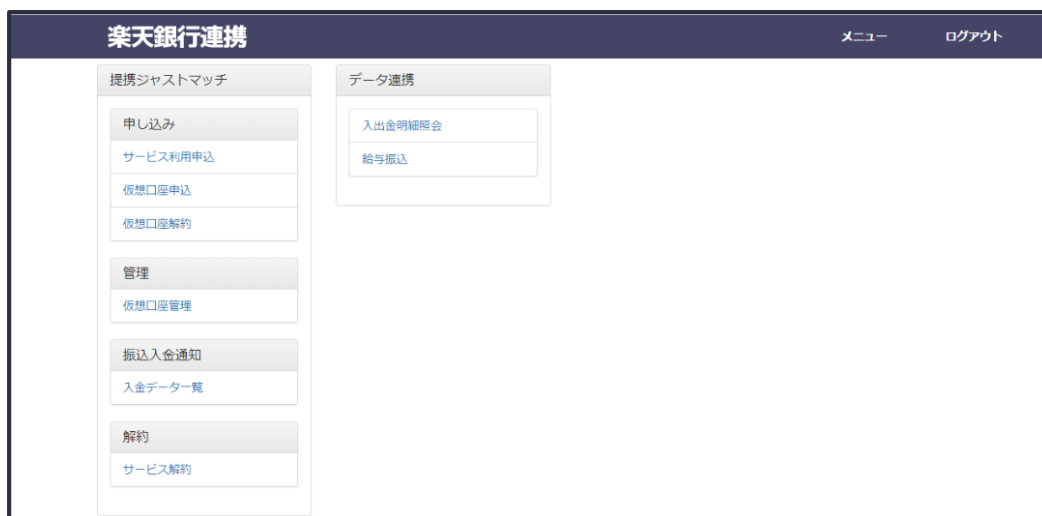 楽天銀行連携
メニュー
ログアウト
提携ジャストマッチ
申し込み
サービス利用申込
仮想口座申込
仮想口座解約
管理
仮想口座管理
振込入金通知
入金データ一覧
解約
サービス解約
データ連携
入出金明細照会
給与振込